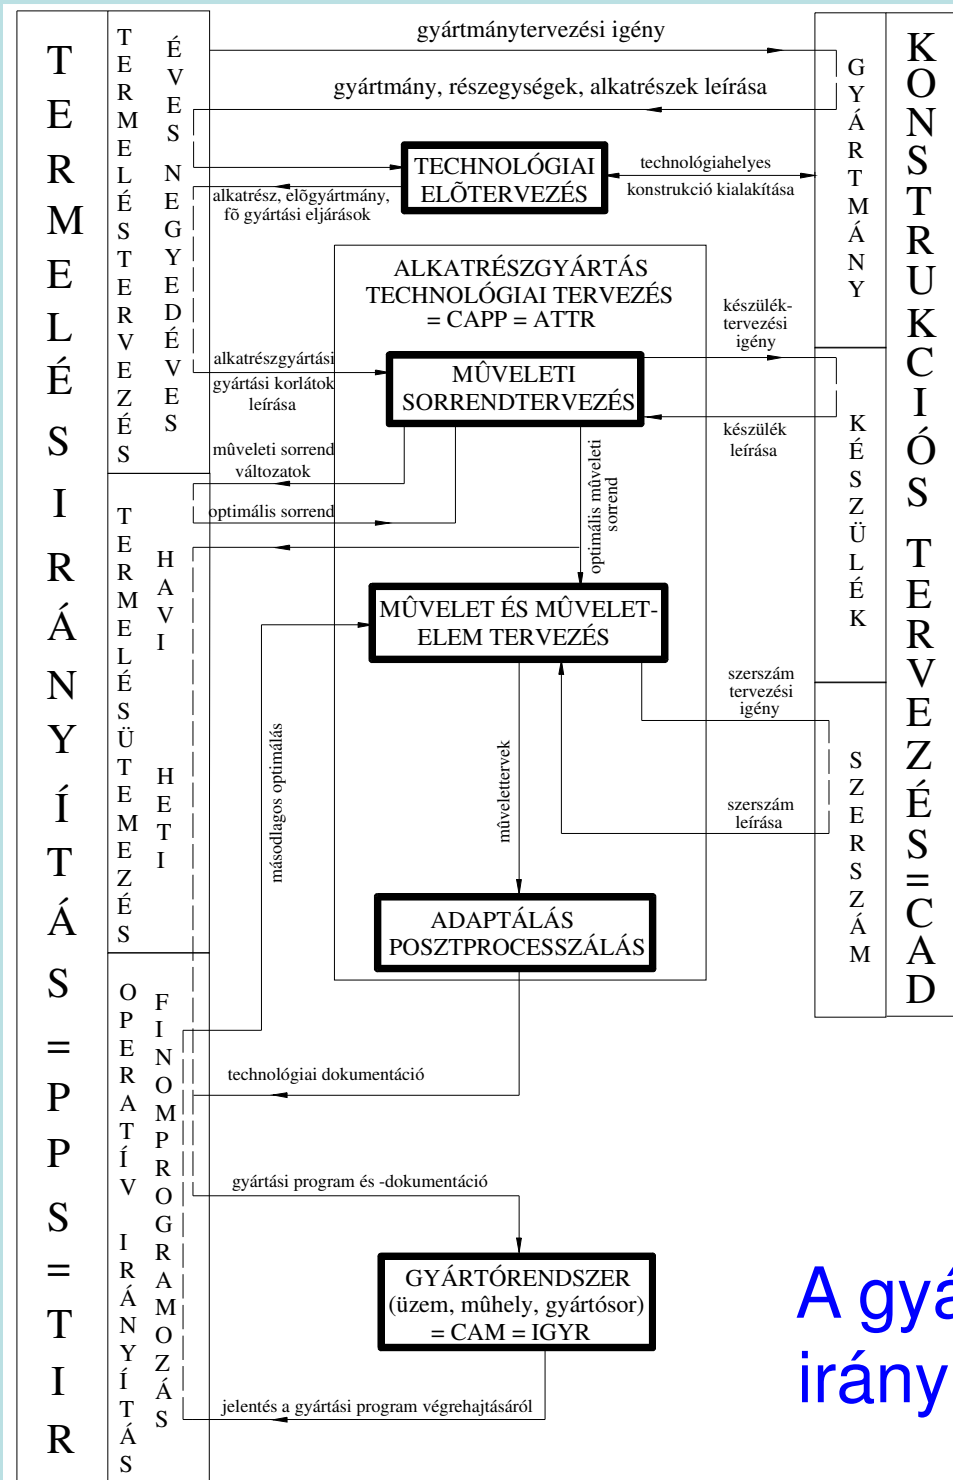 TERMELÉSIRÁNYÍTÁS=PPS=TIR
TERMELÉSTERVEZÉS
ÉVES NEGYEDÉVES
TERMELÉSÜTEMEZÉS
HAVI HETI
OPERATÍV IRÁNYÍTÁS
FINOMPROGRAMOZÁS
gyártmánytervezési igény
gyártmány, részegységek, alkatrészek leírása
TECHNOLÓGIAI
ELÕTERVEZÉS
technológiahelyes
konstrukció kialakítása
alkatrész, elõgyártmány,
fõ gyártási eljárások
ALKATRÉSZGYÁRTÁS
TECHNOLÓGIAI TERVEZÉS
= CAPP = ATTR
készülék-
tervezési
igény
alkatrészgyártási
gyártási korlátok
leírása
MÛVELETI
SORRENDTERVEZÉS
készülék
leírása
mûveleti sorrend
változatok
optimális sorrend
optimális mûveleti
sorrend
MÛVELET ÉS MÛVELET-
ELEM TERVEZÉS
szerszám
tervezési
igény
másodlagos optimálás
mûvelettervek
szerszám
leírása
ADAPTÁLÁS
POSZTPROCESSZÁLÁS
technológiai dokumentáció
gyártási program és -dokumentáció
GYÁRTÓRENDSZER
(üzem, mûhely, gyártósor)
= CAM = IGYR
jelentés a gyártási program végrehajtásáról
GYÁRTMÁNY
KÉSZÜLÉK
SZERSZÁM
KONSTRUKCIÓS TERVEZÉS=CAD
A gyá
irány